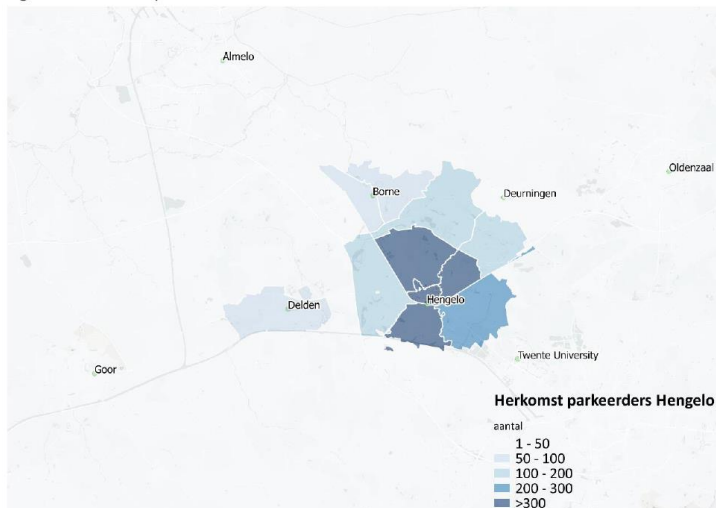 Almelo
Oldenzaal
Borne
Deurningen
Delden
Hengelo
Twente University
Goor
Herkomst parkeerders Hengelo
aantal
1 - 50
50 - 100
100 - 200
200 - 300
>300